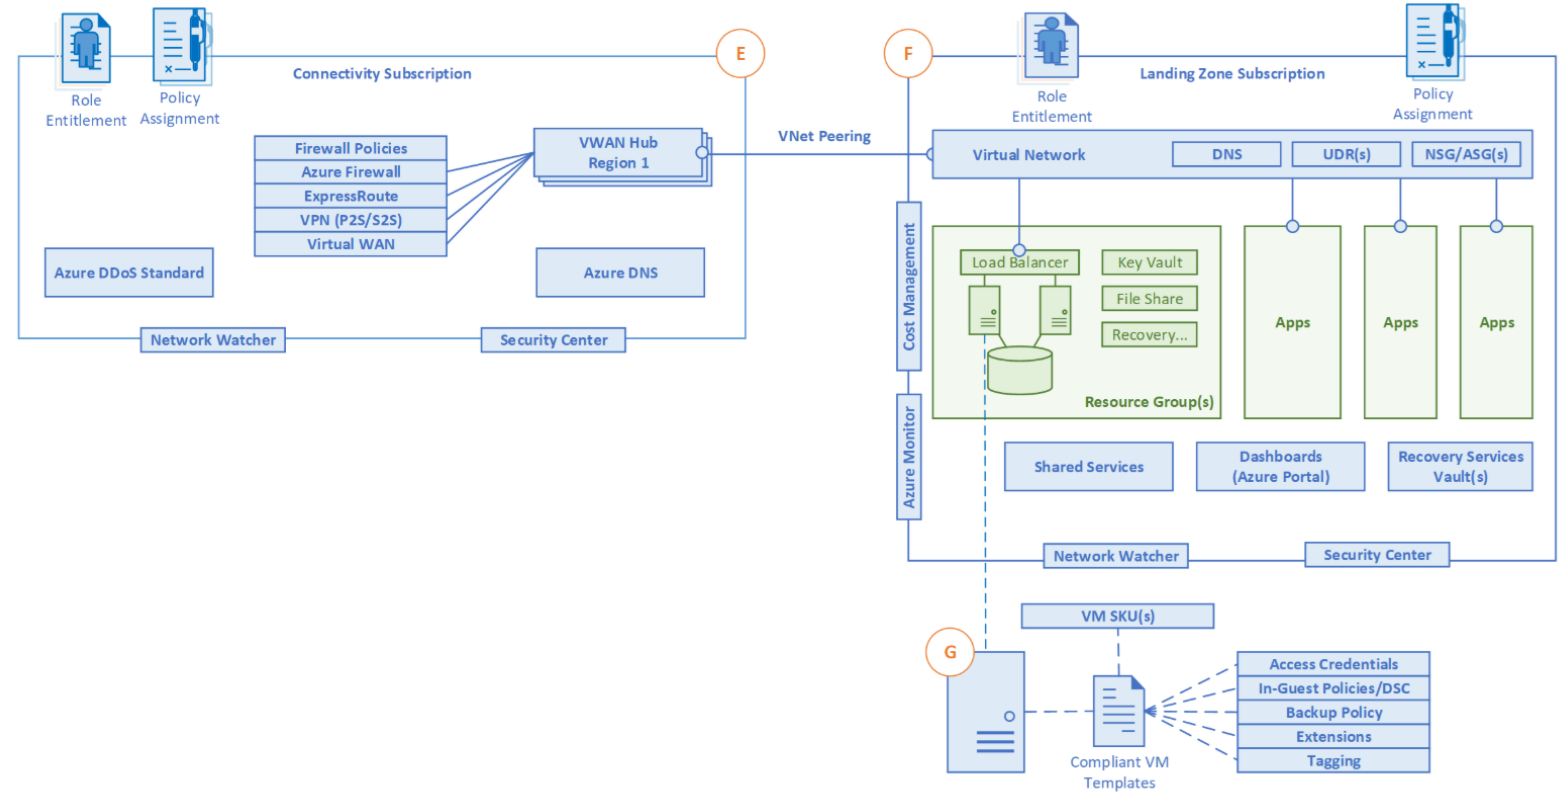 E
F
Connectivity Subscription
Landing Zone Subscription
Role
Entitlement
Policy
Assignment
Role
Entitlement
Policy
Assignment
Firewall Policies
Azure Firewall
ExpressRoute
VPN (P2S/S2S)
Virtual WAN
VWAN Hub
Region 1
VNet Peering
Virtual Network
DNS
UDR(s)
NSG/ASG(s)
Azure DDoS Standard
Azure DNS
Network Watcher
Security Center
Cost Management
Azure Monitor
Load Balancer
Key Vault
File Share
Recovery...
Resource Group(s)
Apps
Apps
Apps
Shared Services
Dashboards
(Azure Portal)
Recovery Services
Vault(s)
Network Watcher
Security Center
VM SKU(s)
G
Access Credentials
In-Guest Policies/DSC
Backup Policy
Extensions
Tagging
Compliant VM
Templates